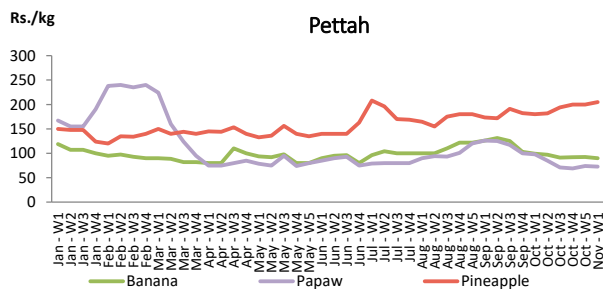 Rs./kg
Pettah
300
250
200
150
100
50
0
Jan - W1
Jan - W2
Jan - W3
Jan - W4
Feb - W1
Feb - W2
Feb - W3
Feb - W4
Mar - W1
Mar - W2
Mar - W3
Mar - W4
Apr - W1
Apr - W2
Apr - W3
Apr - W4
May - W1
May - W2
May - W3
May - W4
May - W5
Jun - W1
Jun - W2
Jun - W3
Jun - W4
Jul - W1
Jul - W2
Jul - W3
Jul - W4
Aug - W1
Aug - W2
Aug - W3
Aug - W4
Aug - W5
Sep - W1
Sep - W2
Sep - W3
Sep - W4
Oct - W1
Oct - W2
Oct - W3
Oct - W4
Oct - W5
Nov - W1
Banana
Papaw
Pineapple